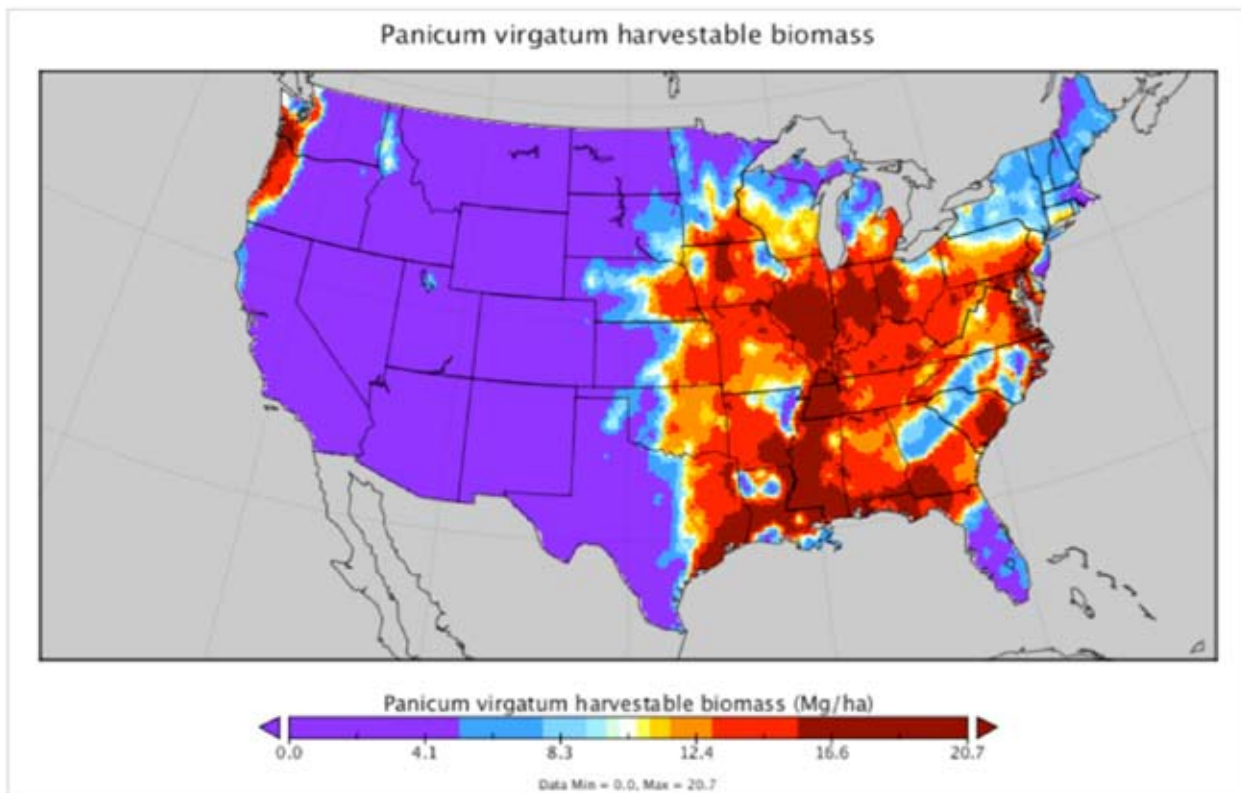 Panicum virgatum harvestable biomass
Panicum virgatum harvestable biomass (Mg/ha)
0.0 4.1 8.3 12.4 16.6 20.7
Data Min = 0.0, Max = 20.7